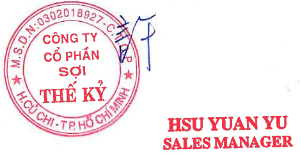 M.S.D.N:0302018927-C
CÔNG TY
CỔ PHẦN
SỢI
THẾ KỶ
H.CỦ CHI-T.P HỒ CHÍ MINH
HSU YUAN YU
SALES MANAGER